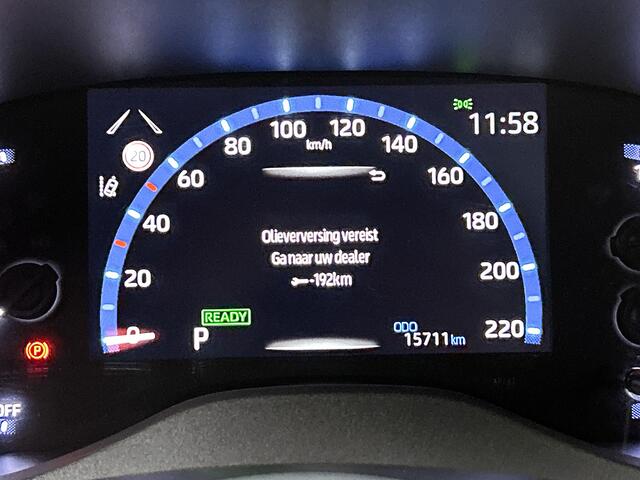 11:58
100 120
80 km/h 140
20
60 160
40 180
Olieverversing vereist
Ga naar uw dealer
-192km
20 200
READY
P
ODO
15711 km
0 220
P
OFF